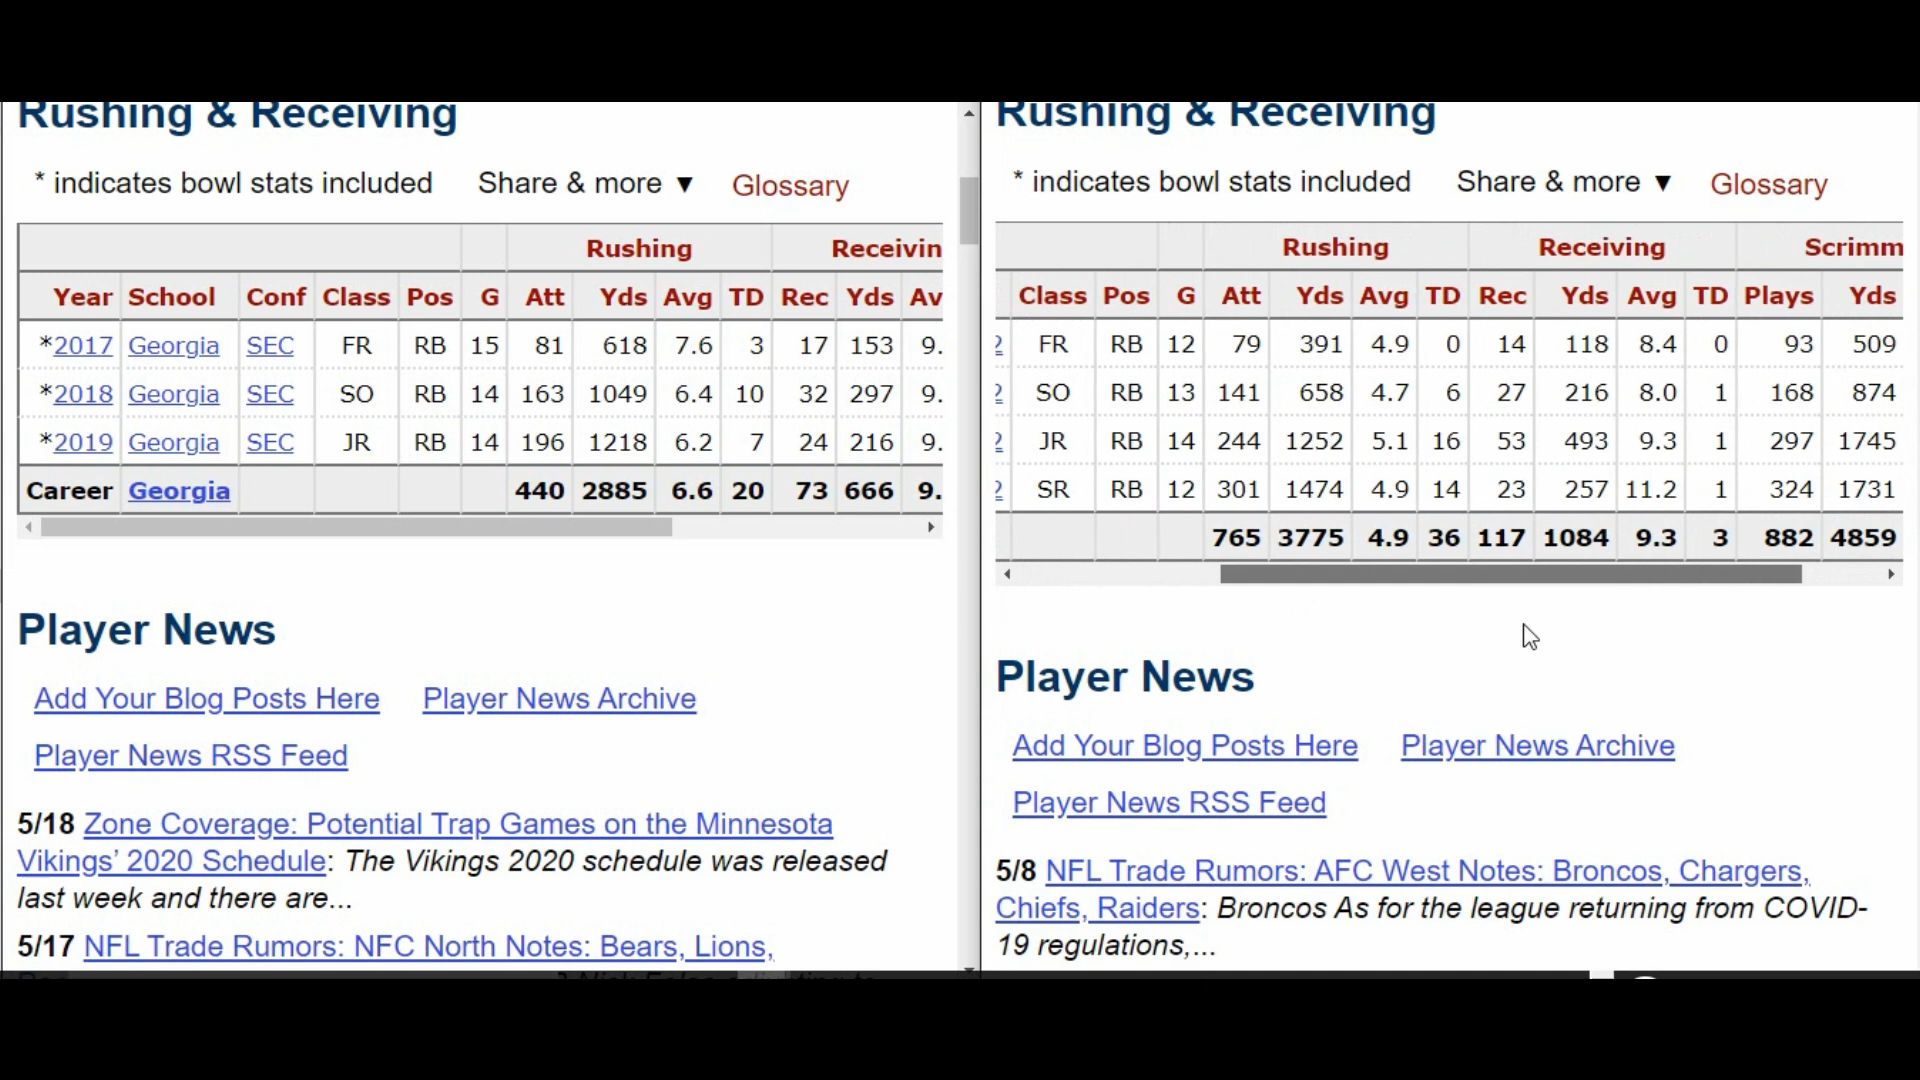 Rushing & Receiving
* indicates bowl stats included Share & more ▼ Glossary
Rushing Receivin
Year School Conf Class Pos G Att Yds Avg TD Rec Yds Av
*2017 Georgia SEC FR RB 15 81 618 7.6 3 17 153 9.
*2018 Georgia SEC SO RB 14 163 1049 6.4 10 32 297 9.
*2019 Georgia SEC JR RB 14 196 1218 6.2 7 24 216 9.
Career Georgia 440 2885 6.6 20 73 666 9.
Player News
Add Your Blog Posts Here Player News Archive
Player News RSS Feed
5/18 Zone Coverage: Potential Trap Games on the Minnesota
Vikings’ 2020 Schedule: The Vikings 2020 schedule was released
last week and there are...
5/17 NFL Trade Rumors: NFC North Notes: Bears, Lions,
Rushing & Receiving
* indicates bowl stats included Share & more ▼ Glossary
Rushing Receiving Scrimm
Class Pos G Att Yds Avg TD Rec Yds Avg TD Plays Yds
2 FR RB 12 79 391 4.9 0 14 118 8.4 0 93 509
2 SO RB 13 141 658 4.7 6 27 216 8.0 1 168 874
2 JR RB 14 244 1252 5.1 16 53 493 9.3 1 297 1745
2 SR RB 12 301 1474 4.9 14 23 257 11.2 1 324 1731
765 3775 4.9 36 117 1084 9.3 3 882 4859
Player News
Add Your Blog Posts Here Player News Archive
Player News RSS Feed
5/8 NFL Trade Rumors: AFC West Notes: Broncos, Chargers,
Chiefs, Raiders: Broncos As for the league returning from COVID-
19 regulations,...